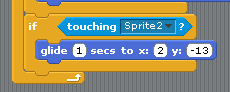 if touching Sprite2 ?
glide 1 secs to x: 2 y: -13